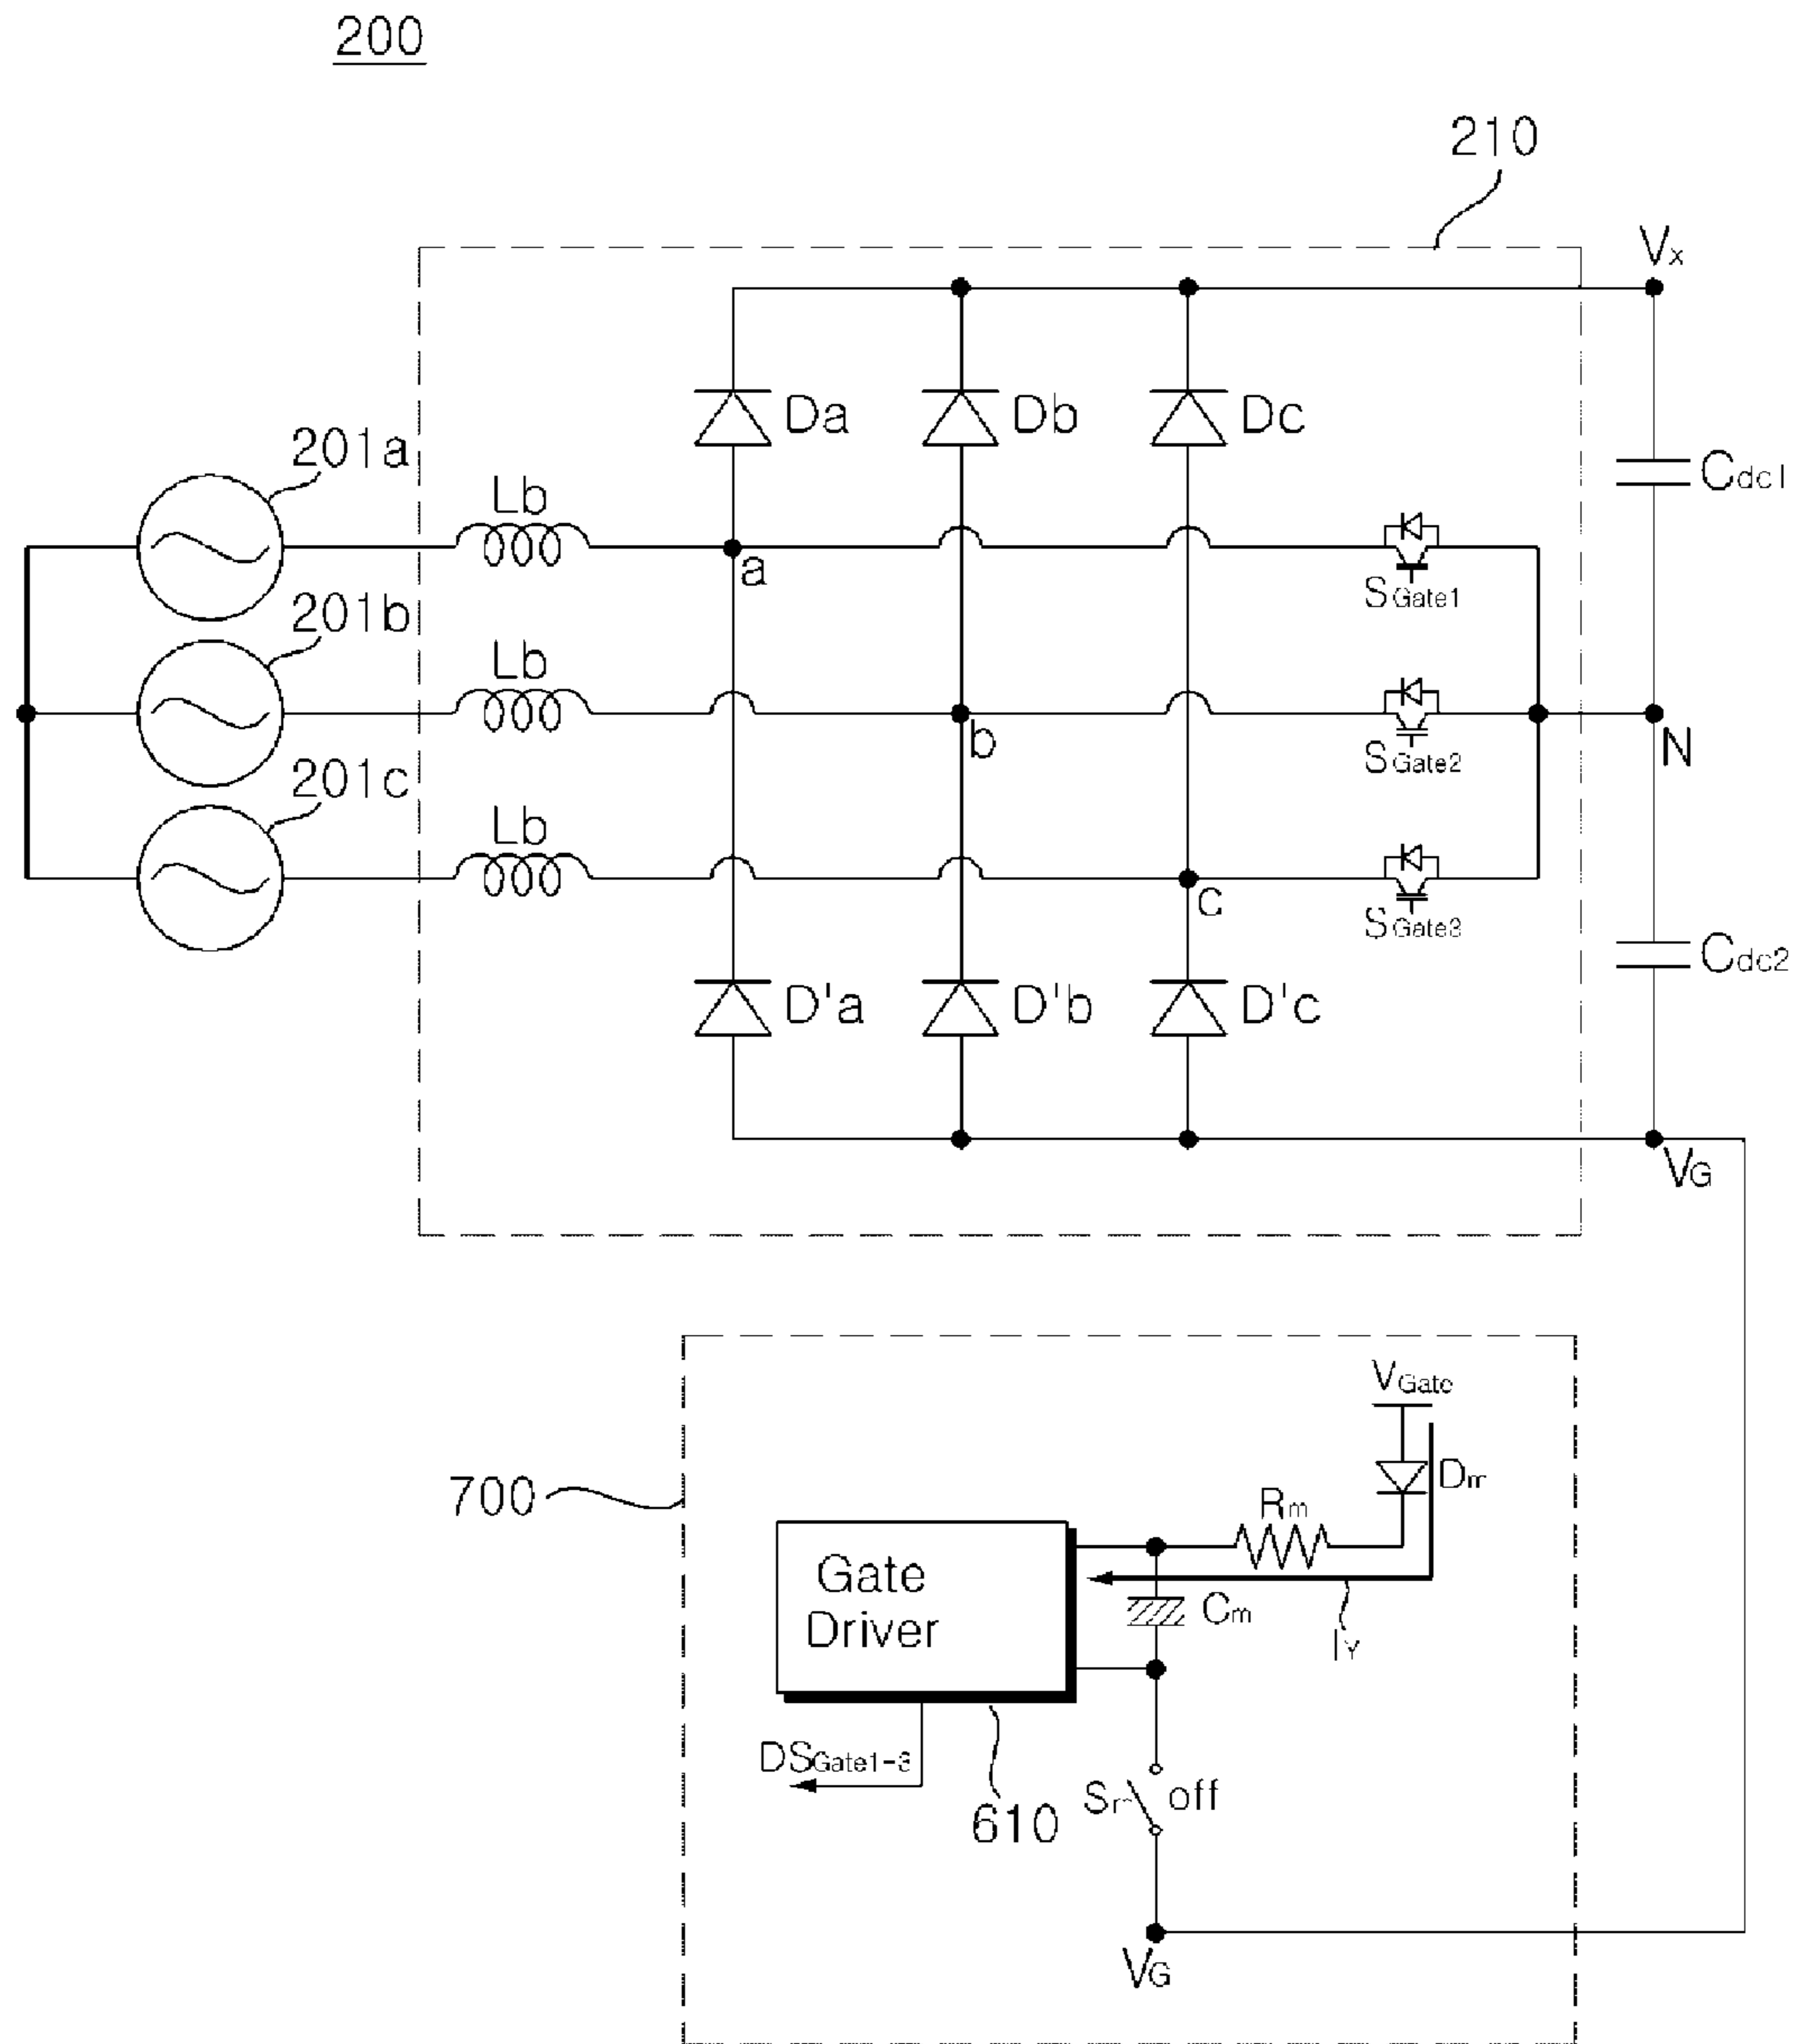 200
210
Vx
Da
Db
Dc
201a
Lb
Cdc1
a
SGate1
201b
Lb
b
SGate2
N
201c
Lb
c
SGate3
Cdc2
D'a
D'b
D'c
VG
VGate
700
Dm
Rm
Gate
Driver
Cm
IY
DSGate1-3
610
Sm
off
VG